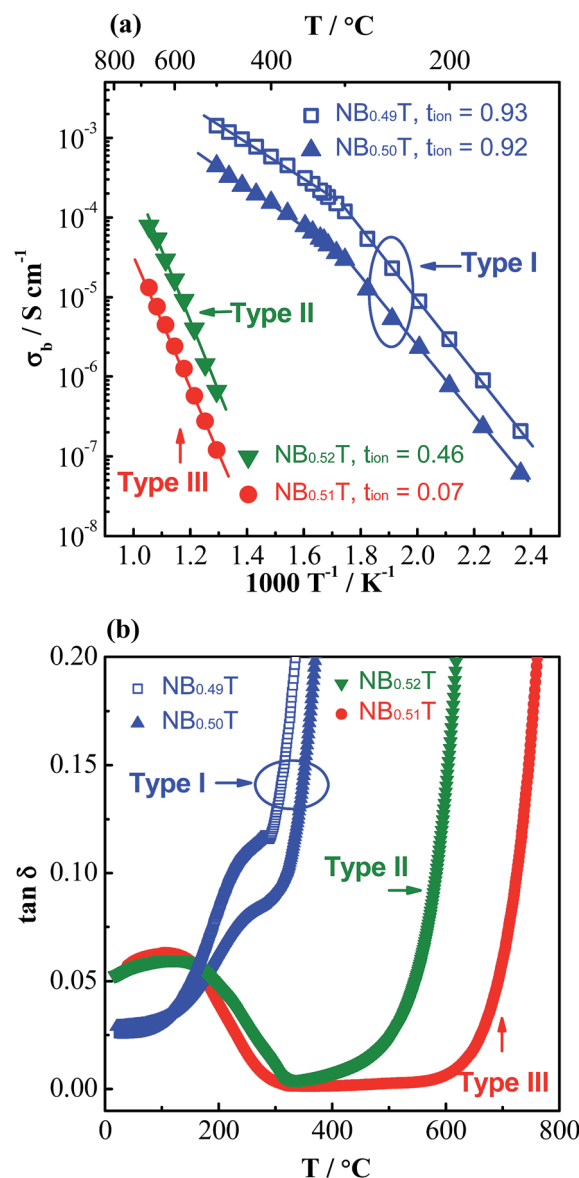 (a)
T / °C
800 600 400 200
NB0.49T, tion = 0.93
NB0.50T, tion = 0.92
10-3
10-4
10-5
10-6
10-7
10-8
σb / S cm-1
Type I
Type II
NB0.52T, tion = 0.46
Type III
NB0.51T, tion = 0.07
1.0 1.2 1.4 1.6 1.8 2.0 2.2 2.4
1000 T-1 / K-1
(b)
0.20
0.15
0.10
0.05
0.00
tan δ
NB0.49T
NB0.50T
NB0.52T
NB0.51T
Type I
Type II
Type III
0 200 400 600 800
T / °C